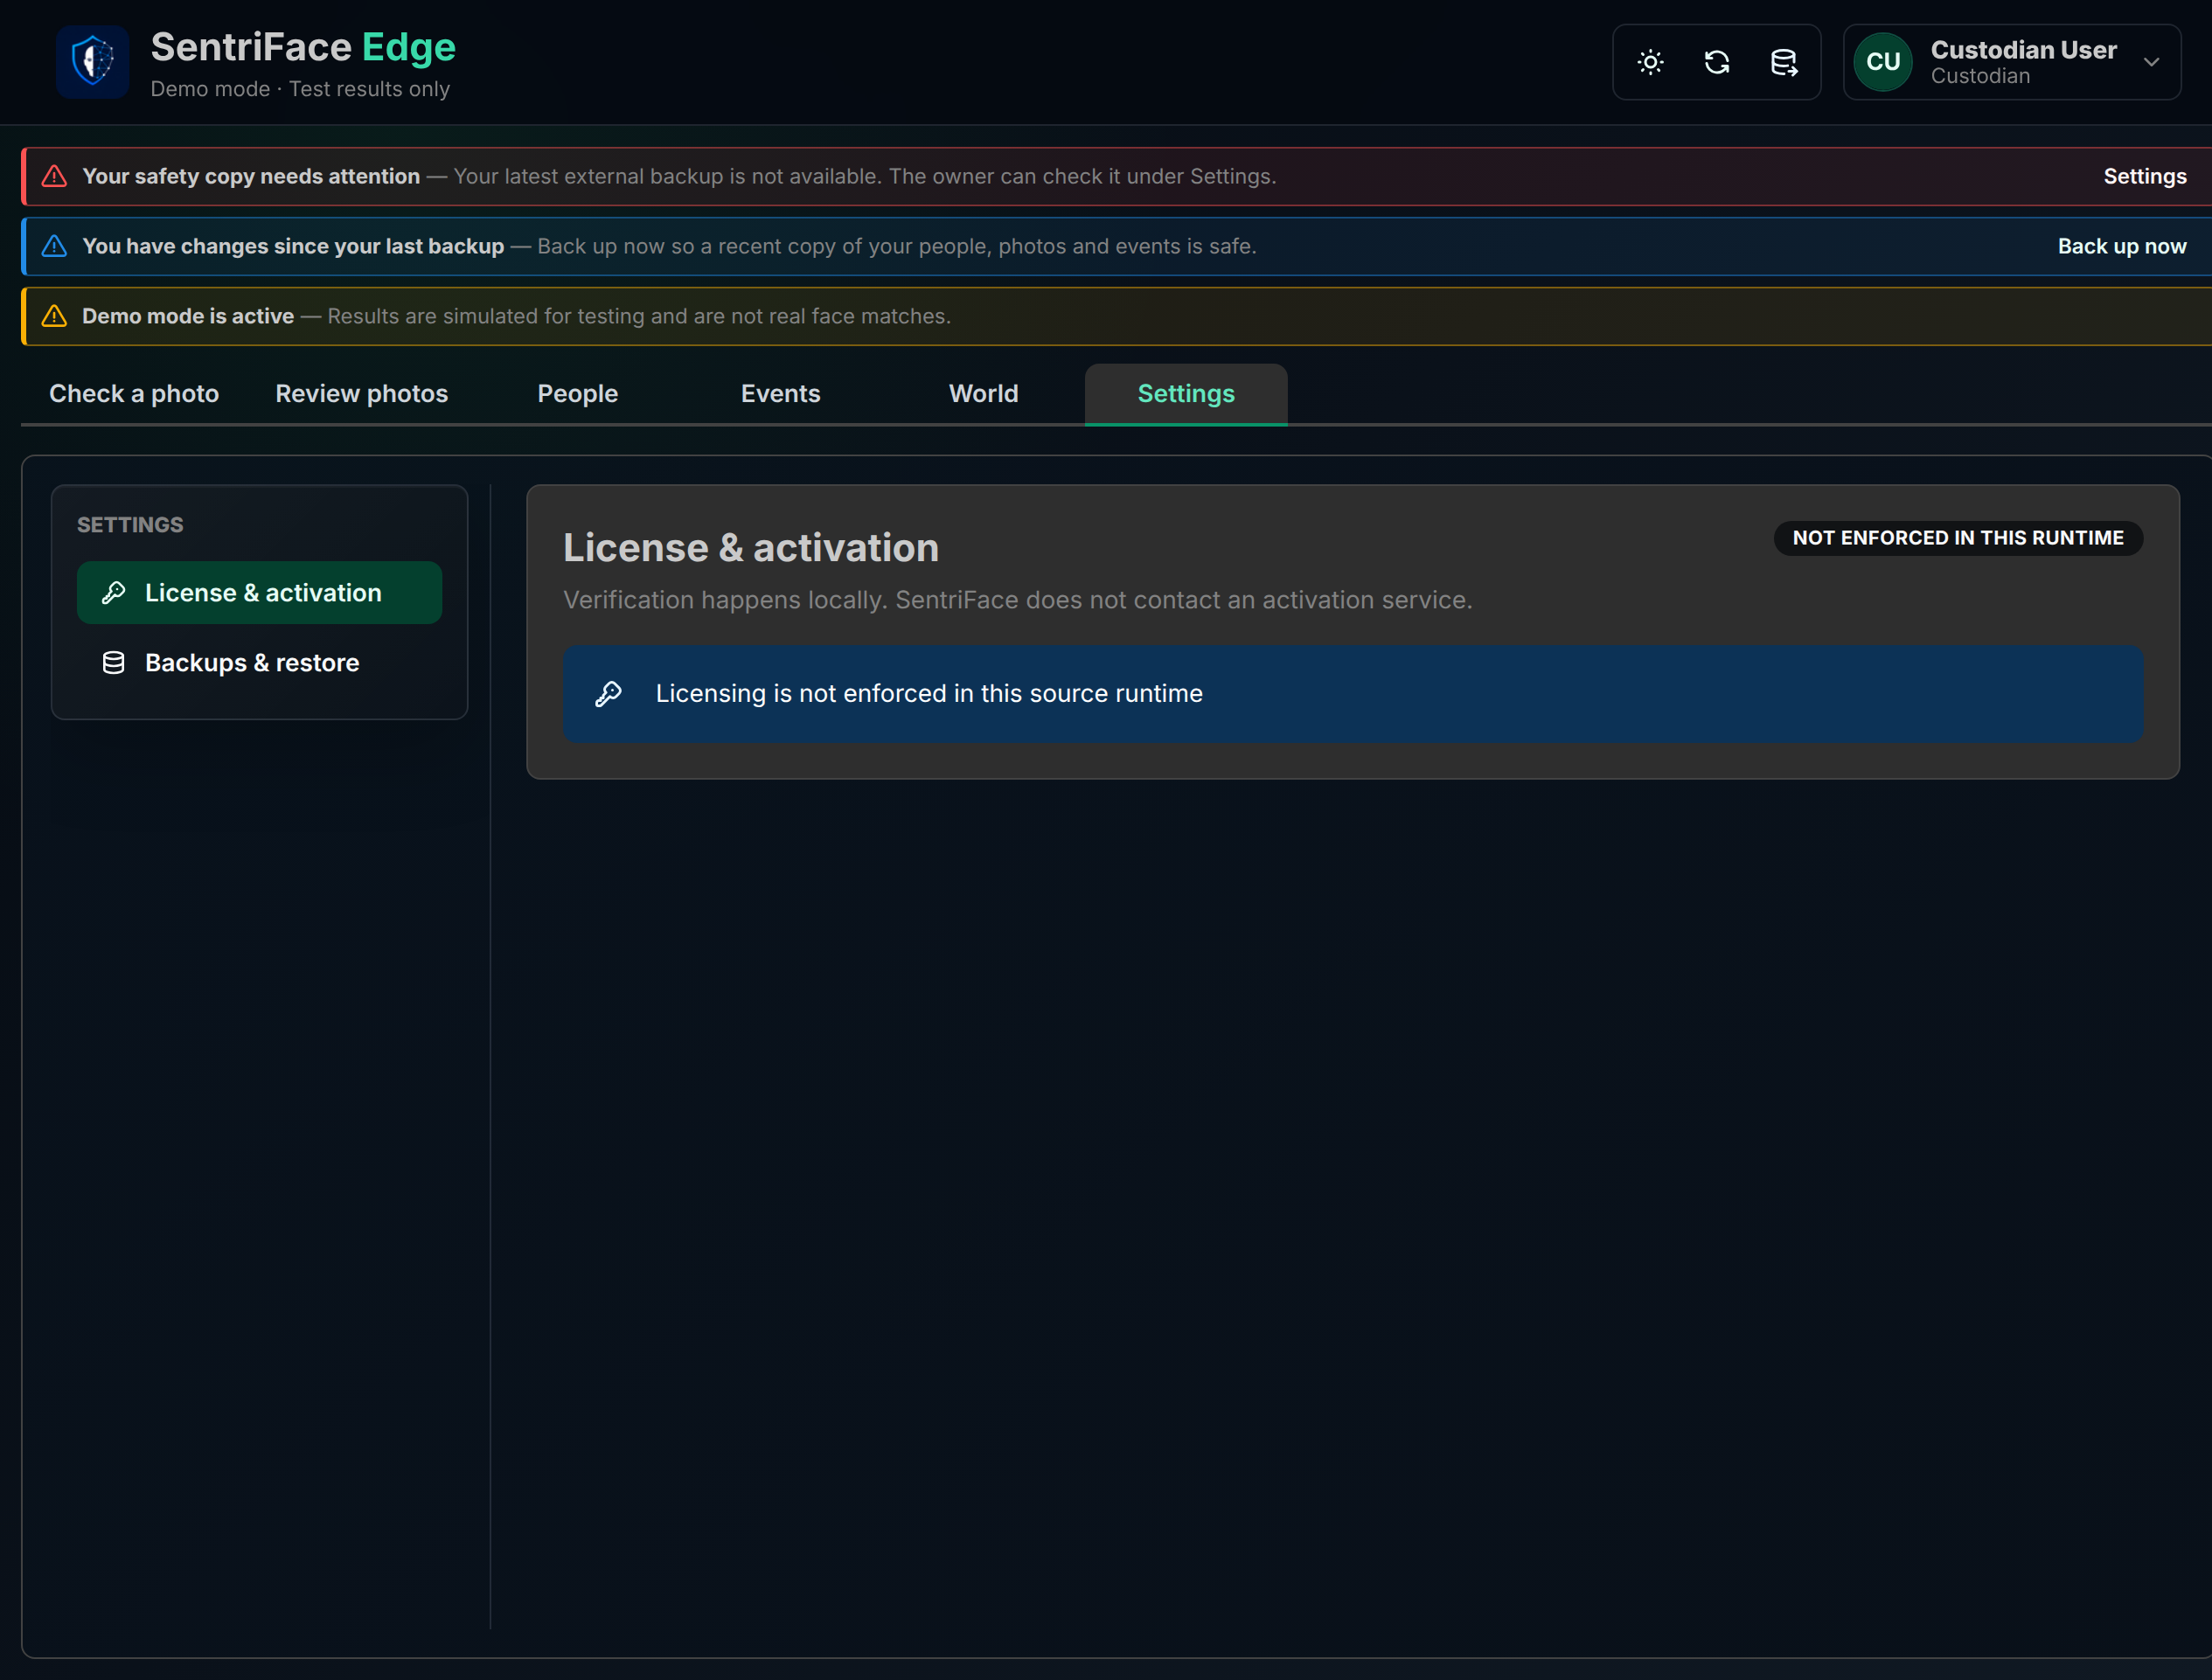 SentriFace Edge
Demo mode · Test results only
CU
Custodian User
Custodian
Your safety copy needs attention — Your latest external backup is not available. The owner can check it under Settings.
Settings
You have changes since your last backup — Back up now so a recent copy of your people, photos and events is safe.
Back up now
Demo mode is active — Results are simulated for testing and are not real face matches.
Check a photo
Review photos
People
Events
World
Settings
SETTINGS
License & activation
Backups & restore
License & activation
NOT ENFORCED IN THIS RUNTIME
Verification happens locally. SentriFace does not contact an activation service.
Licensing is not enforced in this source runtime